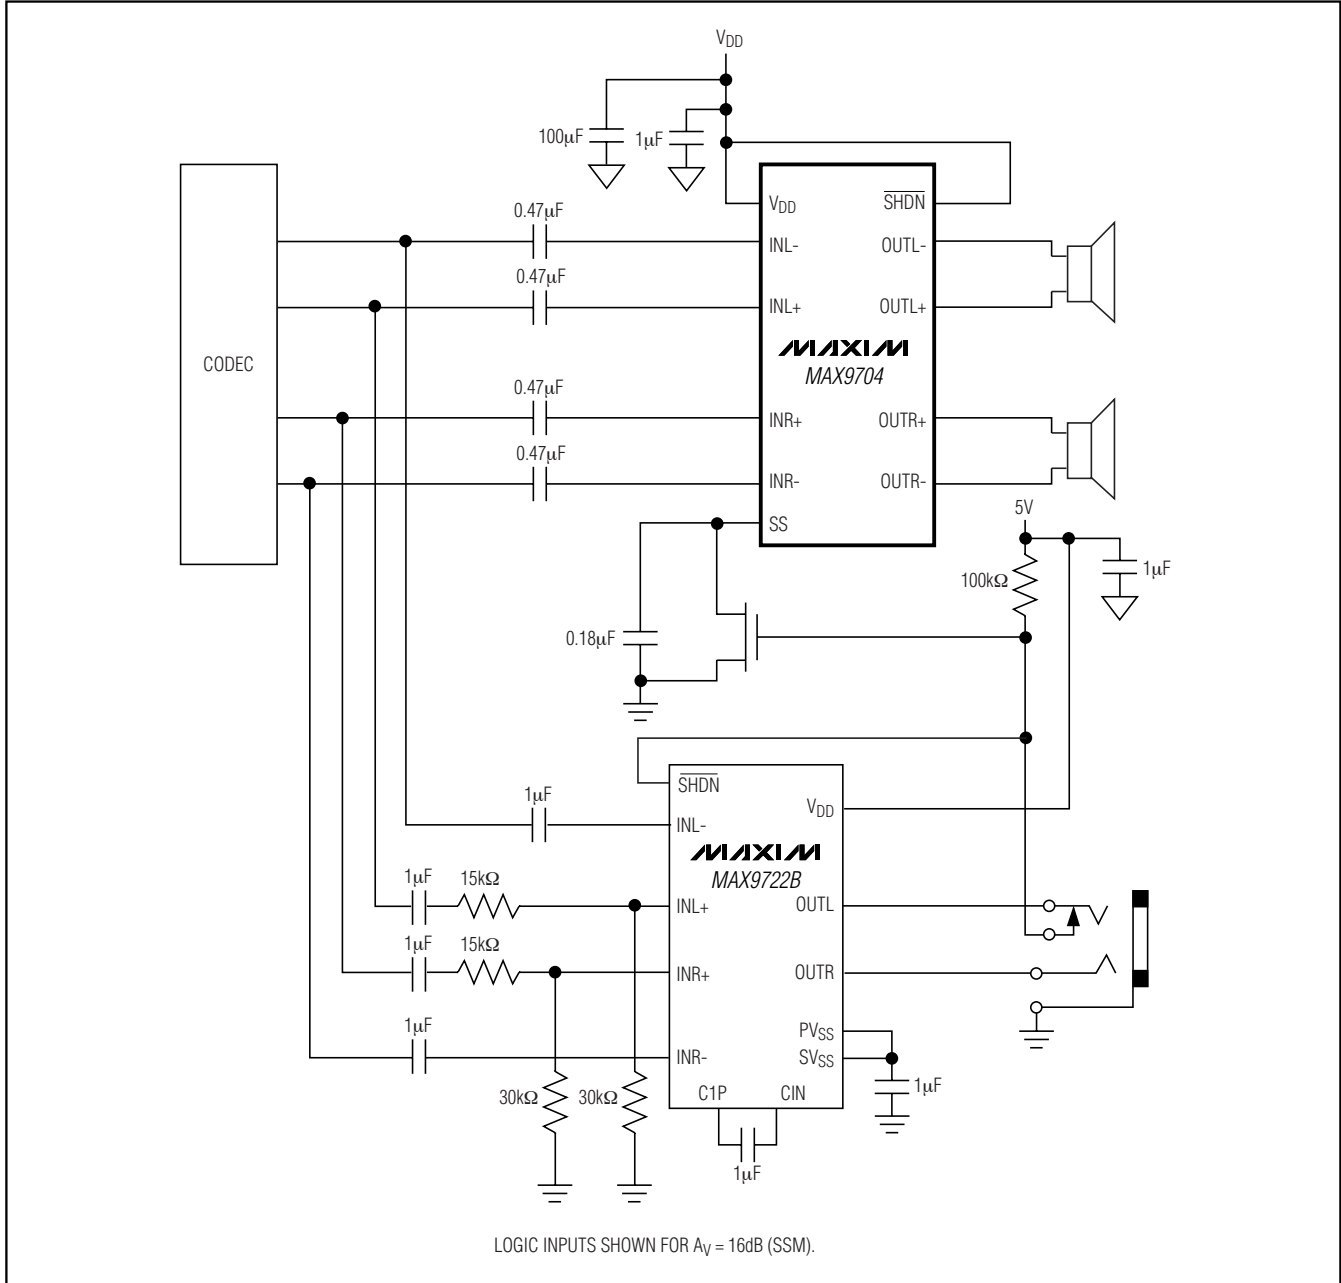 V_DD
100µF
1µF
V_DD
SHDN
0.47µF
INL-
OUTL-
0.47µF
INL+
OUTL+
CODEC
MAXIM
MAX9704
0.47µF
INR+
OUTR+
0.47µF
INR-
OUTR-
SS
5V
100kΩ
1µF
0.18µF
SHDN
1µF
V_DD
INL-
MAXIM
MAX9722B
1µF
15kΩ
INL+
OUTL
1µF
15kΩ
INR+
OUTR
1µF
PV_SS
INR-
SV_SS
30kΩ
30kΩ
C1P
CIN
1µF
1µF
LOGIC INPUTS SHOWN FOR A_V = 16dB (SSM).